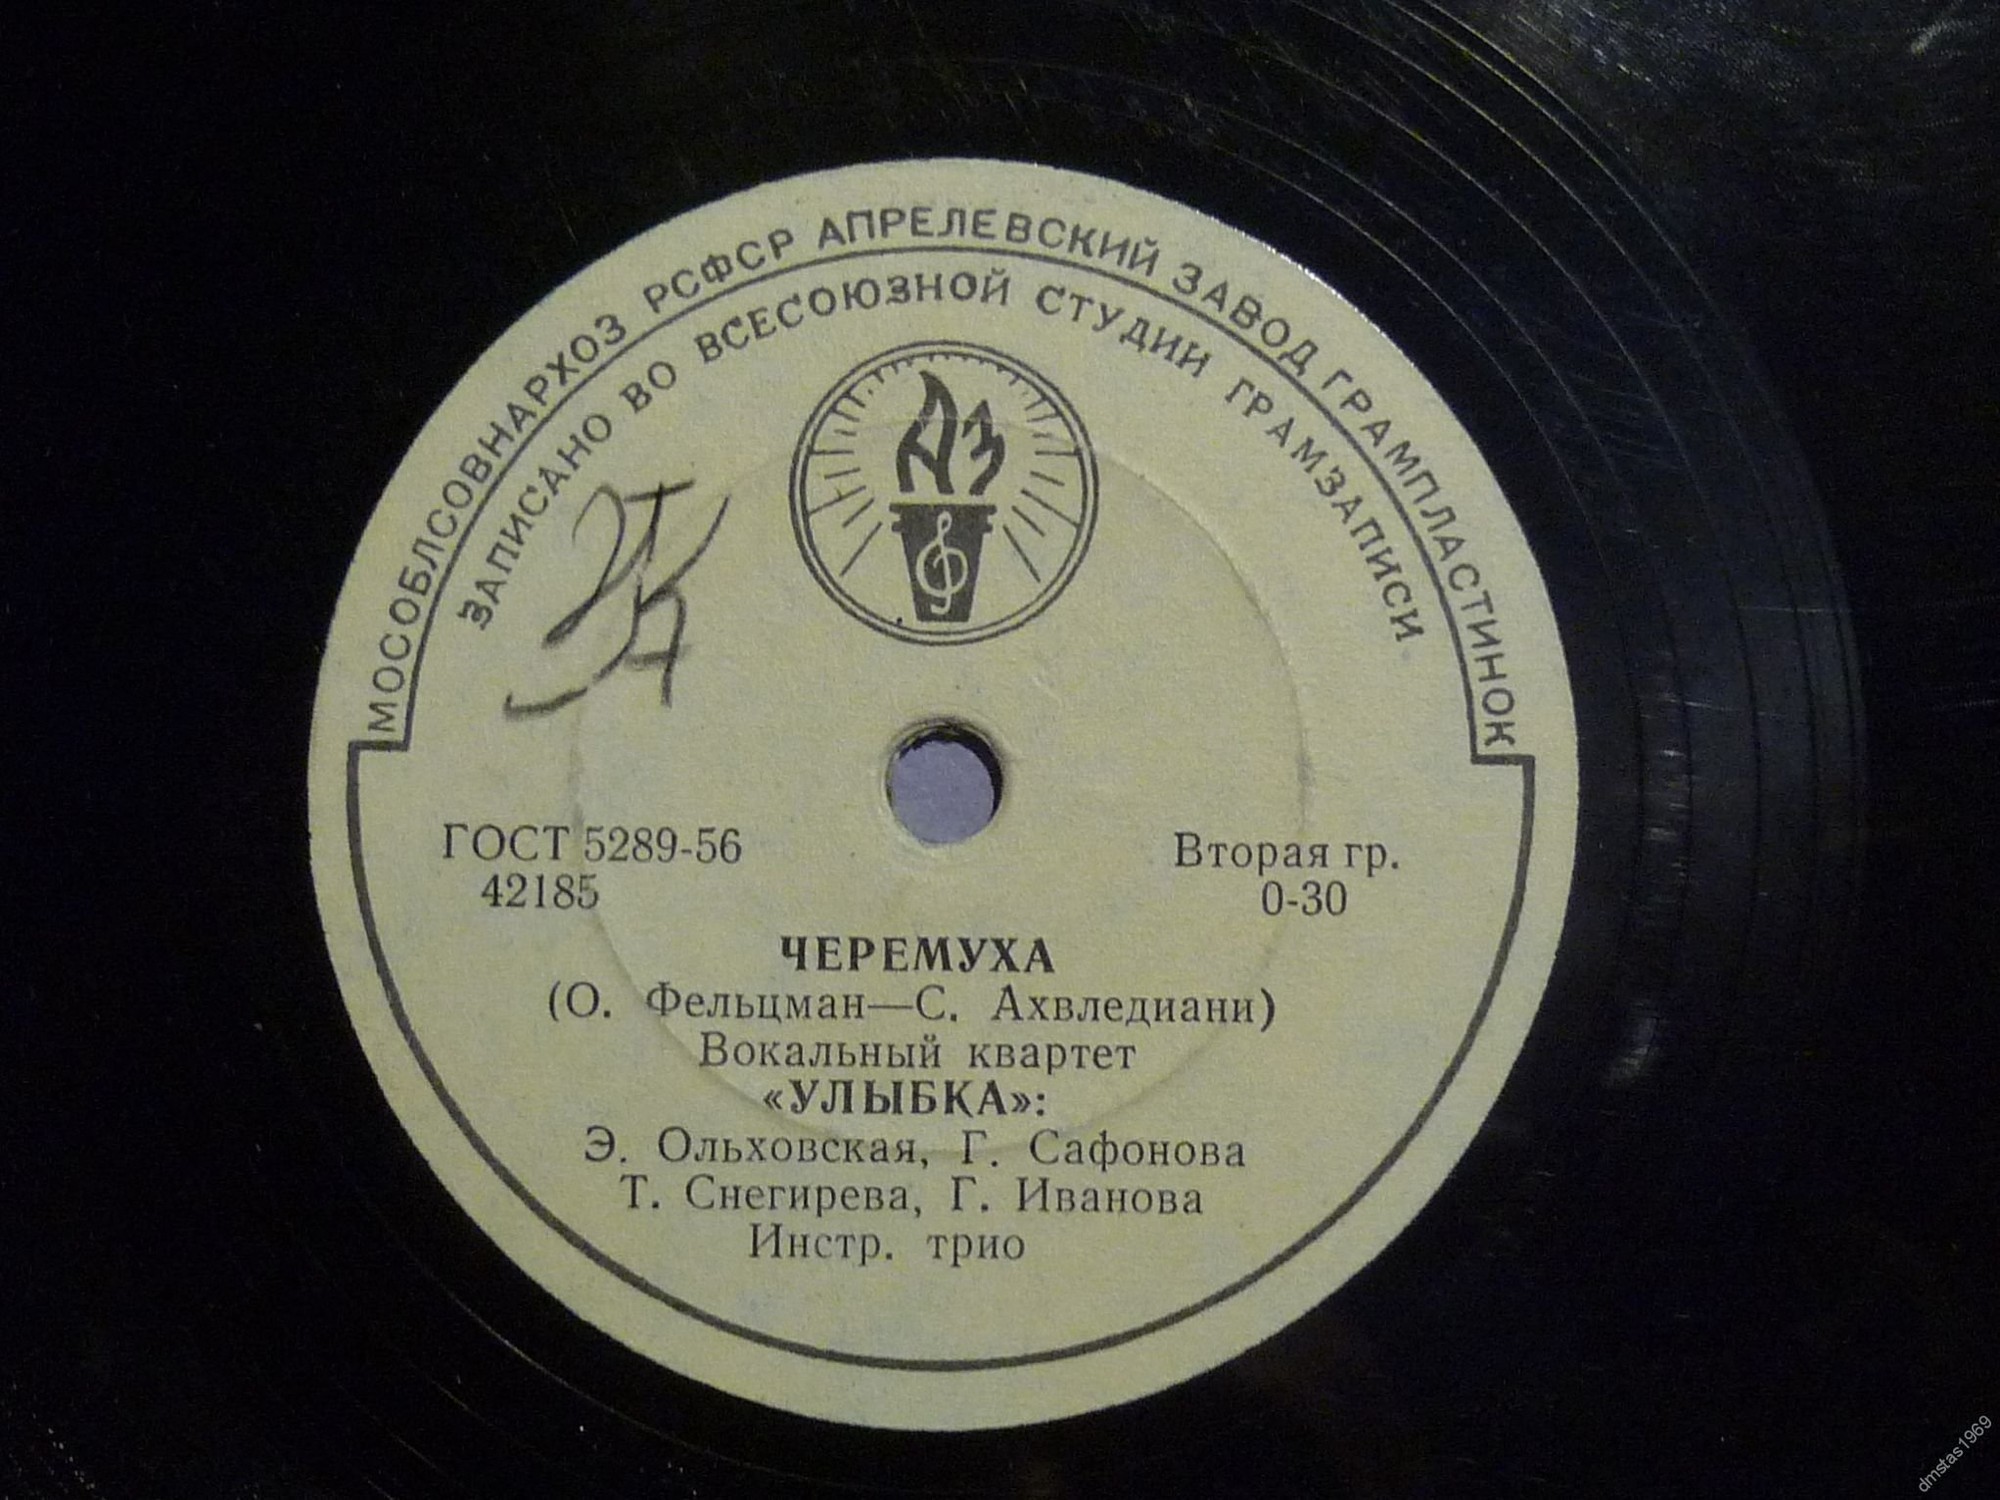 МОСОБЛСОВНАРХОЗ РСФСР АПРЕЛЕВСКИЙ ЗАВОД ГРАМПЛАСТИНОК
ЗАПИСАНО ВО ВСЕСОЮЗНОЙ СТУДИИ ГРАМЗАПИСИ
АЗ
ГОСТ 5289-56
42185
Вторая гр.
0-30
ЧЕРЕМУХА
(О. Фельцман—С. Ахвледиани)
Вокальный квартет
«УЛЫБКА»:
Э. Ольховская, Г. Сафонова
Т. Снегирева, Г. Иванова
Инстр. трио
dmstas1969